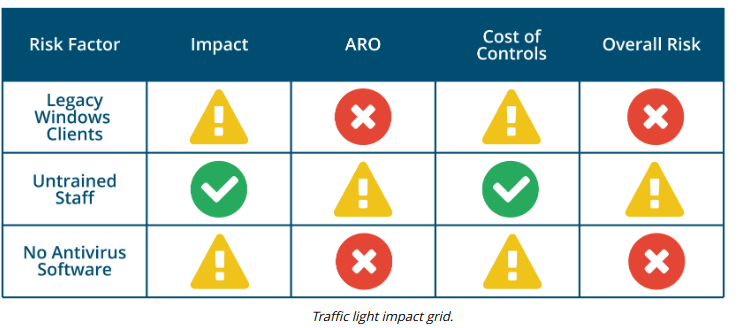 Risk Factor
Impact
ARO
Cost of
Controls
Overall Risk
Legacy
Windows
Clients
Untrained
Staff
No Antivirus
Software
Traffic light impact grid.